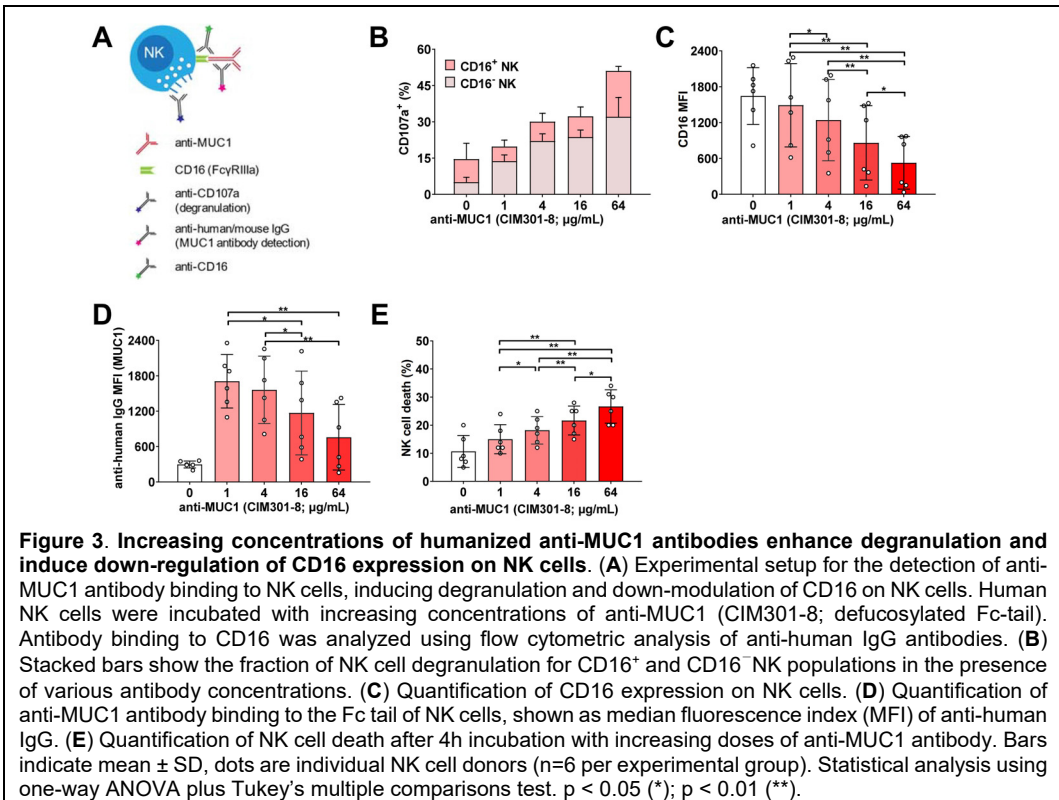 A
NK
anti-MUC1
CD16 (FcγRIIIa)
anti-CD107a
(degranulation)
anti-human/mouse IgG
(MUC1 antibody detection)
anti-CD16
B
CD107a⁺ (%)
60
45
30
15
0
CD16⁺ NK
CD16⁻ NK
0 1 4 16 64
anti-MUC1 (CIM301-8; µg/mL)
C
CD16 MFI
2400
1800
1200
600
0
*
**
**
**
**
*
0 1 4 16 64
anti-MUC1 (CIM301-8; µg/mL)
D
anti-human IgG MFI (MUC1)
2400
1800
1200
600
0
**
*
*
**
0 1 4 16 64
anti-MUC1 (CIM301-8; µg/mL)
E
NK cell death (%)
50
40
30
20
10
0
**
**
**
*
**
*
0 1 4 16 64
anti-MUC1 (CIM301-8; µg/mL)
Figure 3. Increasing concentrations of humanized anti-MUC1 antibodies enhance degranulation and
induce down-regulation of CD16 expression on NK cells. (A) Experimental setup for the detection of anti-
MUC1 antibody binding to NK cells, inducing degranulation and down-modulation of CD16 on NK cells. Human
NK cells were incubated with increasing concentrations of anti-MUC1 (CIM301-8; defucosylated Fc-tail).
Antibody binding to CD16 was analyzed using flow cytometric analysis of anti-human IgG antibodies. (B)
Stacked bars show the fraction of NK cell degranulation for CD16⁺ and CD16⁻NK populations in the presence
of various antibody concentrations. (C) Quantification of CD16 expression on NK cells. (D) Quantification of
anti-MUC1 antibody binding to the Fc tail of NK cells, shown as median fluorescence index (MFI) of anti-human
IgG. (E) Quantification of NK cell death after 4h incubation with increasing doses of anti-MUC1 antibody. Bars
indicate mean ± SD, dots are individual NK cell donors (n=6 per experimental group). Statistical analysis using
one-way ANOVA plus Tukey’s multiple comparisons test. p < 0.05 (*); p < 0.01 (**).